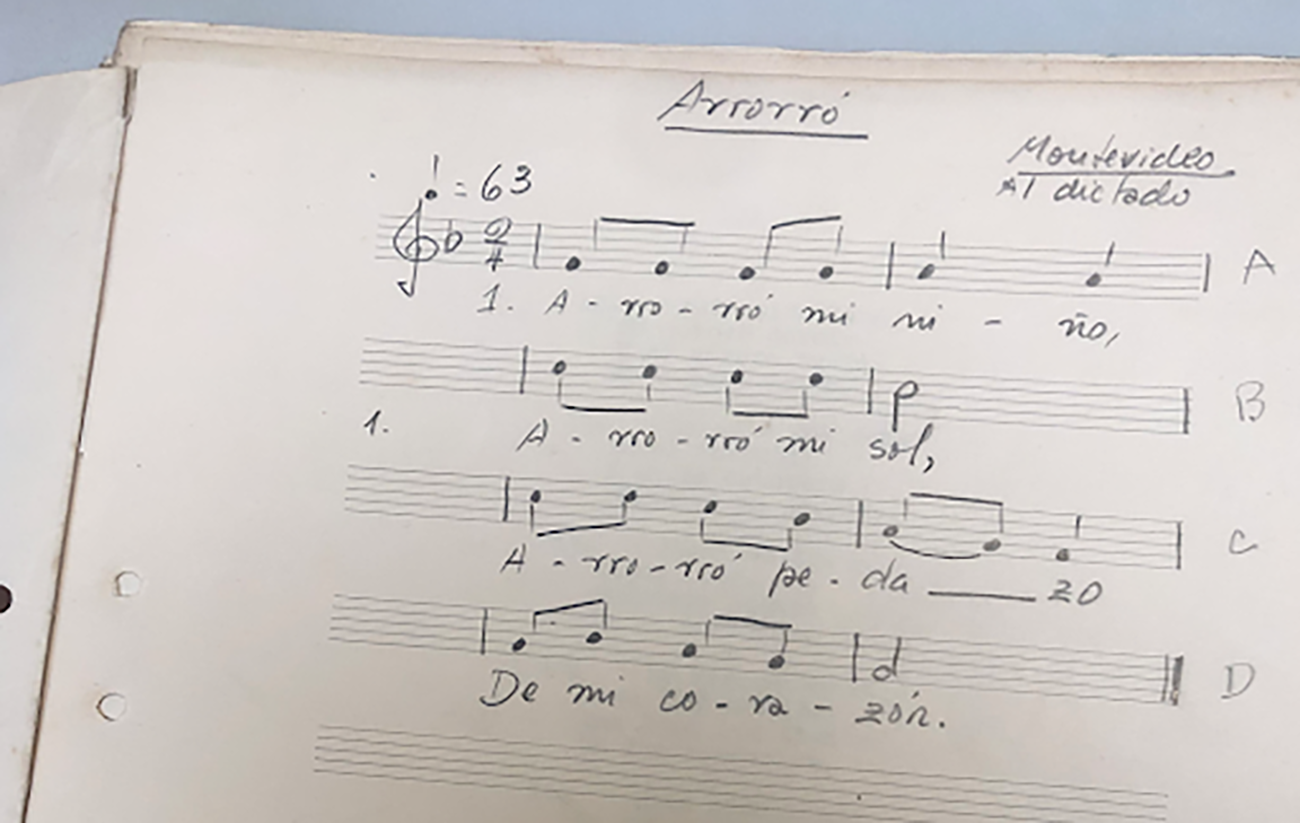 Arrorró
Montevideo
Al dictado
♩ = 63
2/4
A
1. A - rro - rró mi ni - ño,
B
1. A - rro - rró mi sol,
C
A - rro - rró pe - da ___ zo
D
De mi co - ra - zón.